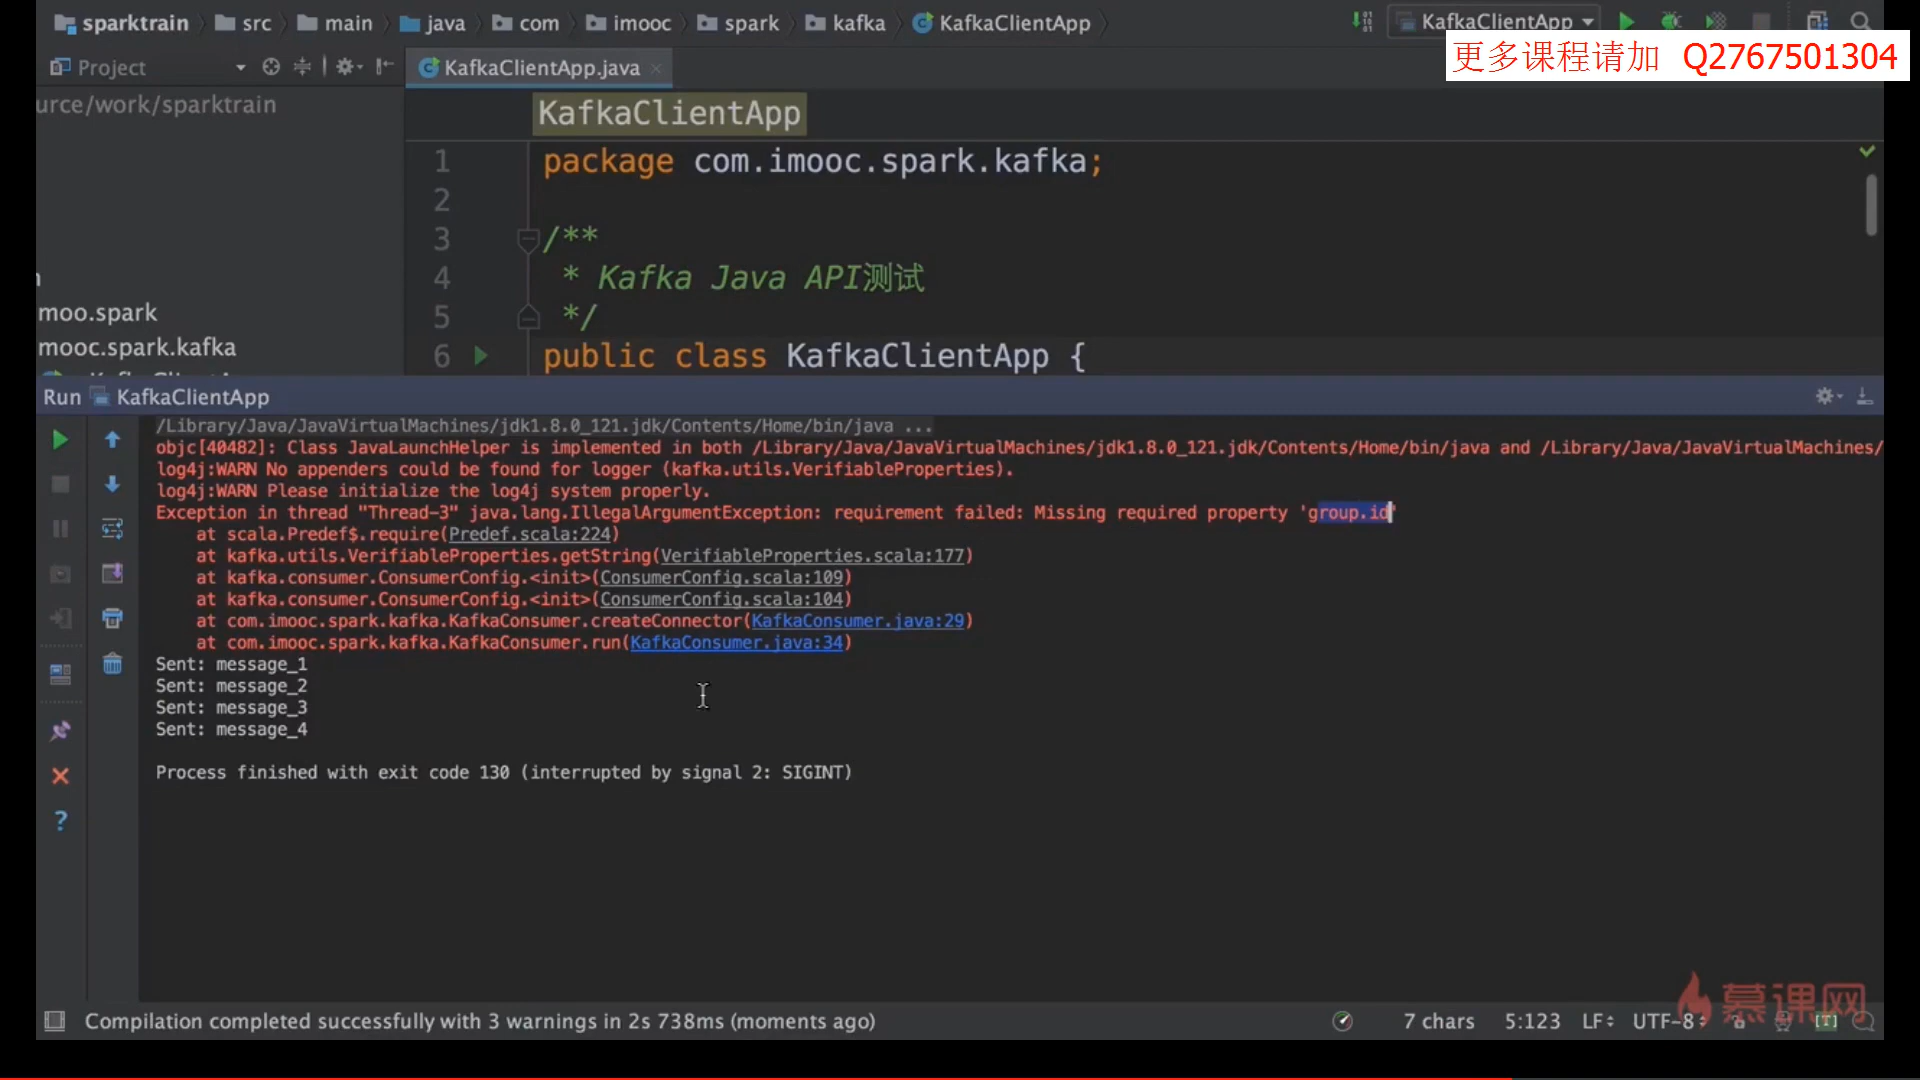 sparktrain src main java com imooc spark kafka KafkaClientApp
KafkaClientApp
更多课程请加 Q2767501304
Project
KafkaClientApp.java
urce/work/sparktrain
KafkaClientApp
1 package com.imooc.spark.kafka;
2
3 /**
4 * Kafka Java API测试
5 */
6 public class KafkaClientApp {
moo.spark
mooc.spark.kafka
Run KafkaClientApp
/Library/Java/JavaVirtualMachines/jdk1.8.0_121.jdk/Contents/Home/bin/java ...
objc[40482]: Class JavaLaunchHelper is implemented in both /Library/Java/JavaVirtualMachines/jdk1.8.0_121.jdk/Contents/Home/bin/java and /Library/Java/JavaVirtualMachines/
log4j:WARN No appenders could be found for logger (kafka.utils.VerifiableProperties).
log4j:WARN Please initialize the log4j system properly.
Exception in thread "Thread-3" java.lang.IllegalArgumentException: requirement failed: Missing required property 'group.id'
at scala.Predef$.require(Predef.scala:224)
at kafka.utils.VerifiableProperties.getString(VerifiableProperties.scala:177)
at kafka.consumer.ConsumerConfig.<init>(ConsumerConfig.scala:109)
at kafka.consumer.ConsumerConfig.<init>(ConsumerConfig.scala:104)
at com.imooc.spark.kafka.KafkaConsumer.createConnector(KafkaConsumer.java:29)
at com.imooc.spark.kafka.KafkaConsumer.run(KafkaConsumer.java:34)
Sent: message_1
Sent: message_2
Sent: message_3
Sent: message_4
Process finished with exit code 130 (interrupted by signal 2: SIGINT)
慕课网
Compilation completed successfully with 3 warnings in 2s 738ms (moments ago)
7 chars 5:123 LF UTF-8 [T]